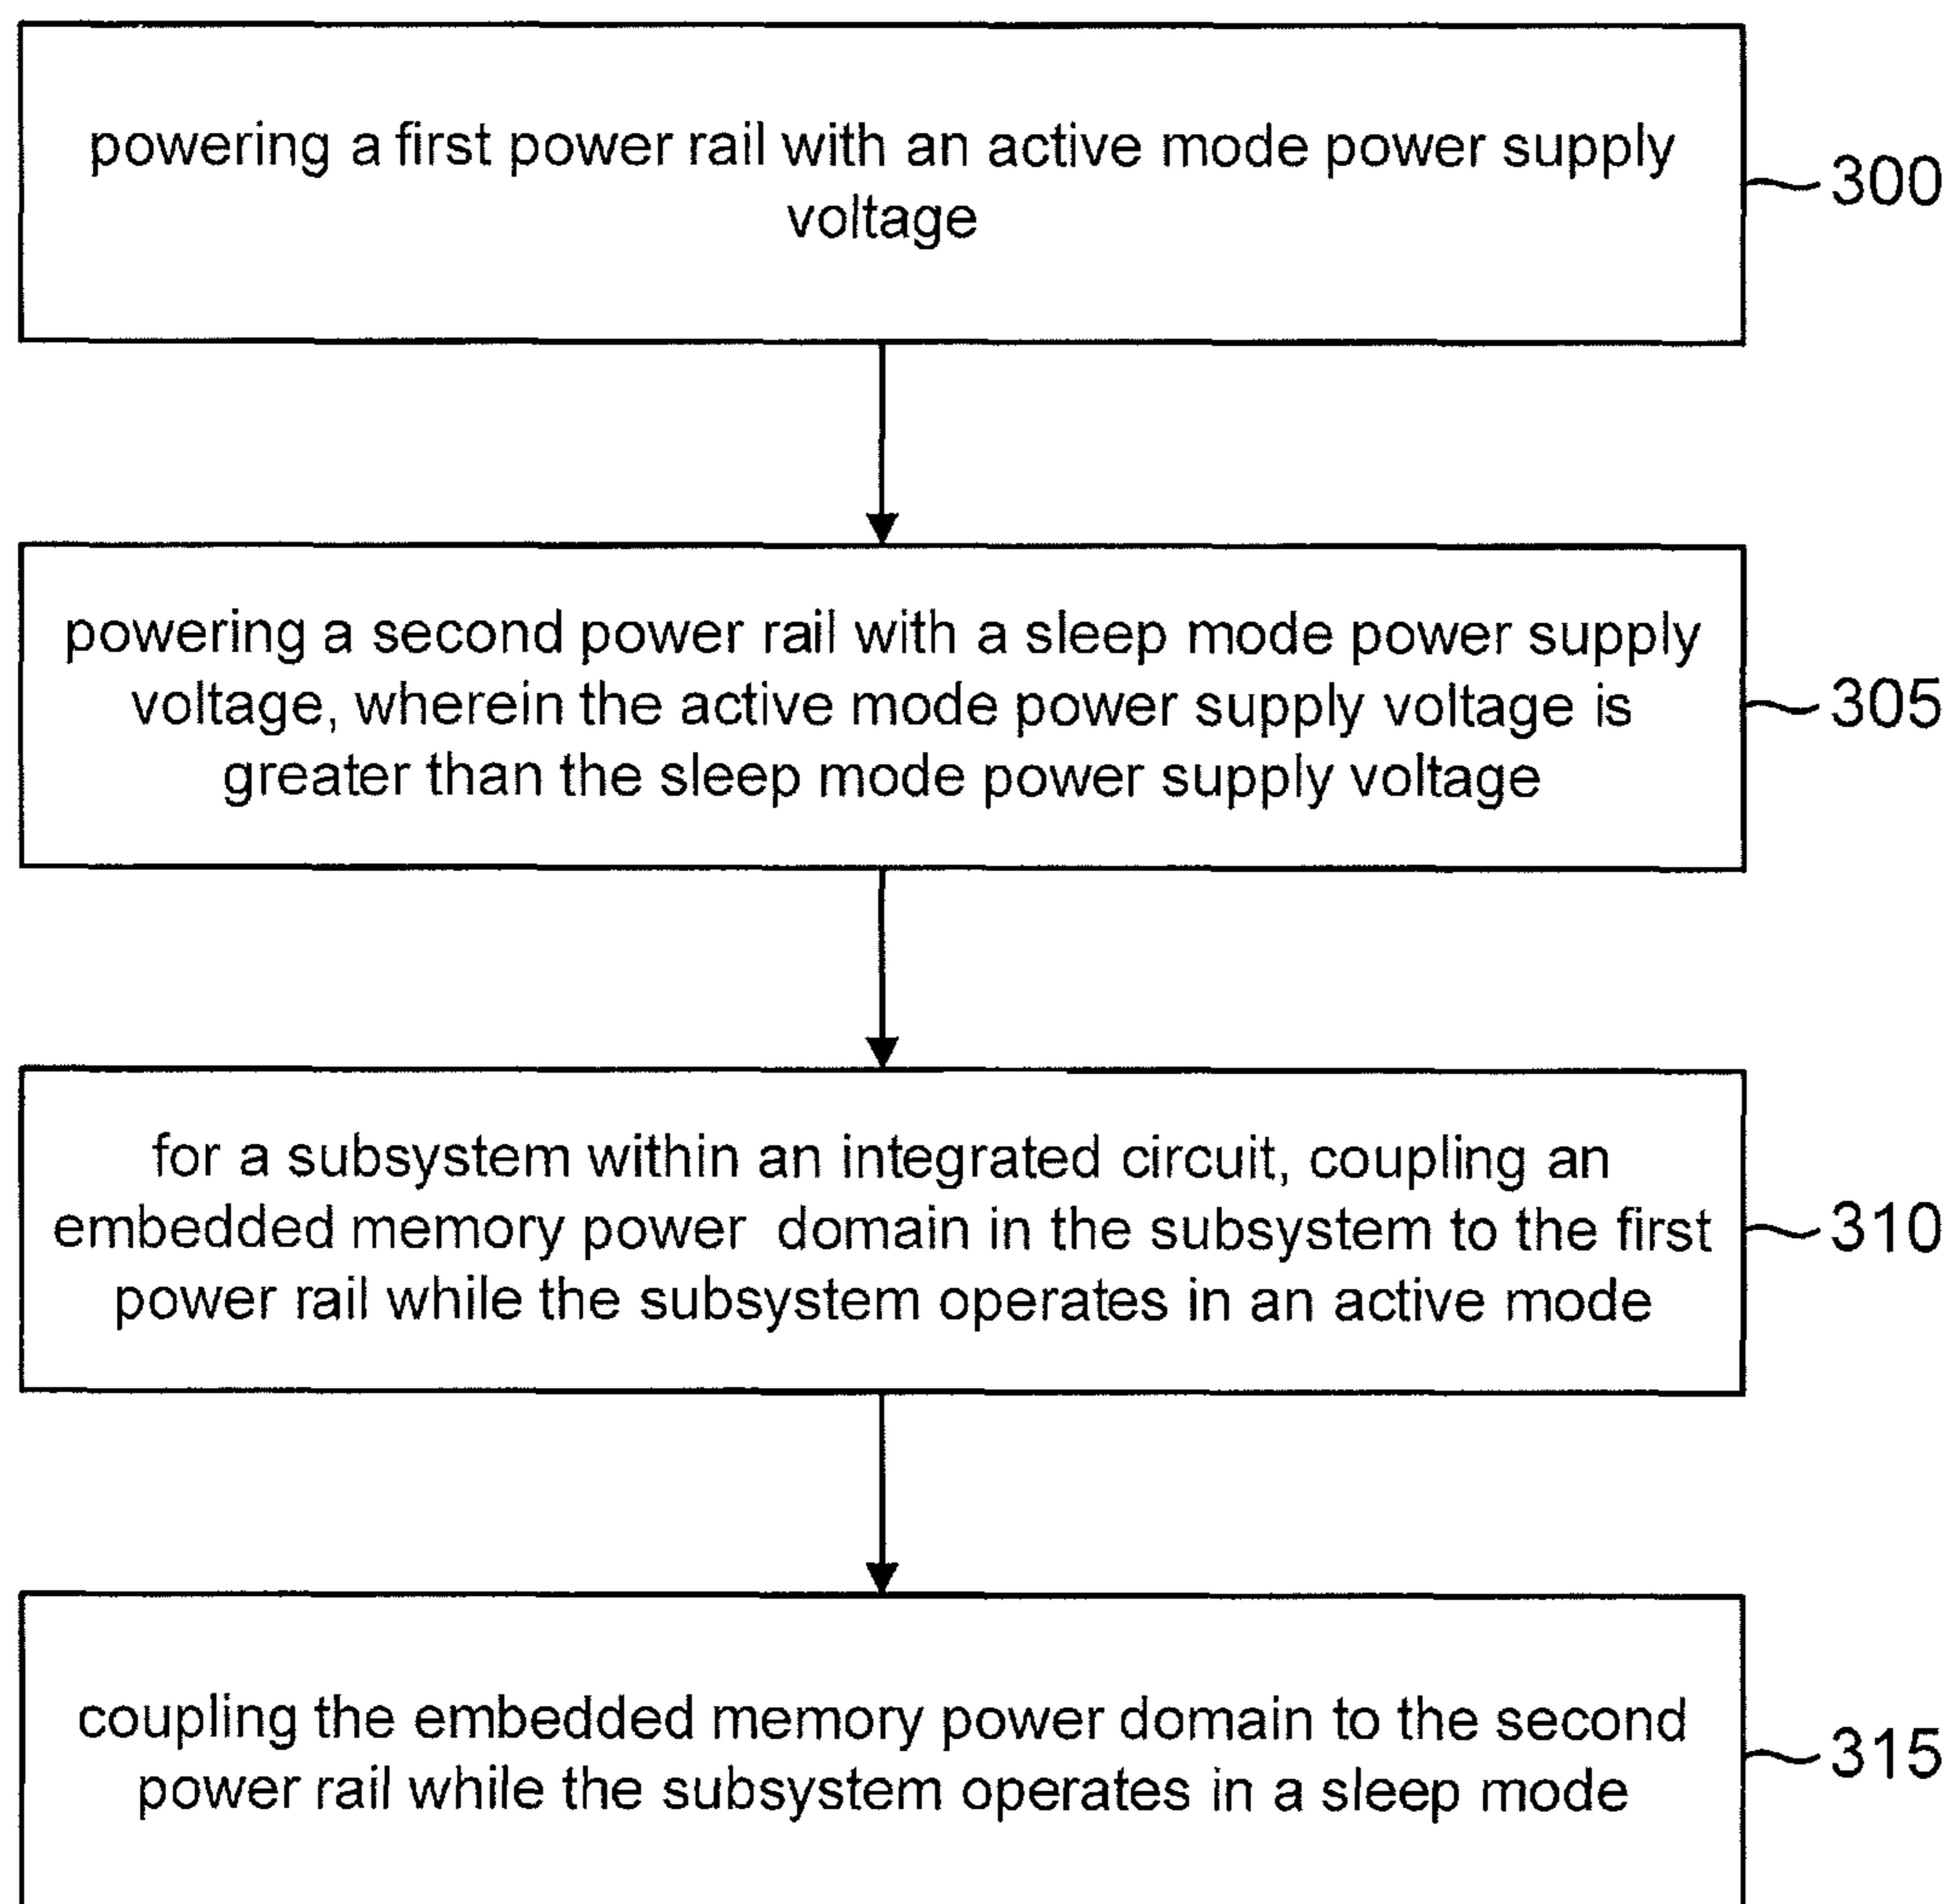 powering a first power rail with an active mode power supply
voltage
300
powering a second power rail with a sleep mode power supply
voltage, wherein the active mode power supply voltage is
greater than the sleep mode power supply voltage
305
for a subsystem within an integrated circuit, coupling an
embedded memory power domain in the subsystem to the first
power rail while the subsystem operates in an active mode
310
coupling the embedded memory power domain to the second
power rail while the subsystem operates in a sleep mode
315